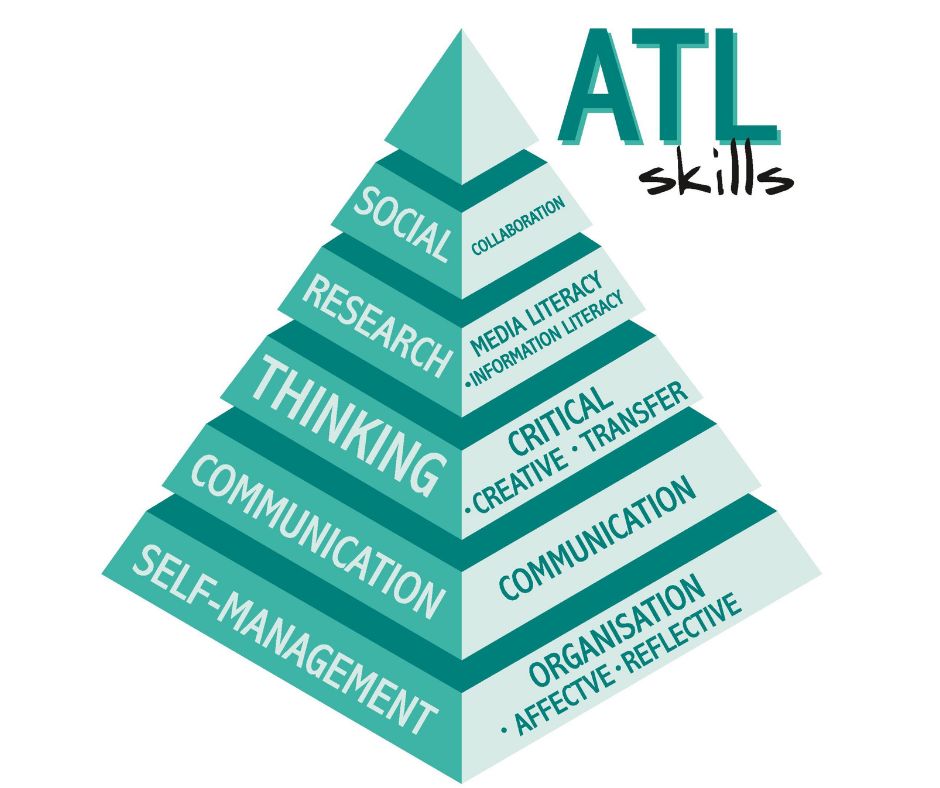 ATL
skills
SOCIAL
COLLABORATION
RESEARCH
MEDIA LITERACY
•INFORMATION LITERACY
THINKING
CRITICAL
•CREATIVE • TRANSFER
COMMUNICATION
COMMUNICATION
SELF-MANAGEMENT
ORGANISATION
• AFFECTVE • REFLECTIVE